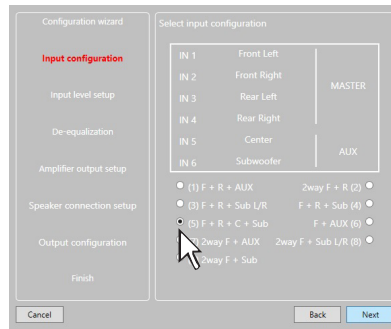 Configuration wizard
Input configuration
Input level setup
De-equalization
Amplifier output setup
Speaker connection setup
Output configuration
Finish
Select input configuration
IN 1 Front Left
IN 2 Front Right
IN 3 Rear Left
IN 4 Rear Right
MASTER
IN 5 Center
IN 6 Subwoofer
AUX
(1) F + R + AUX 2way F + R (2)
(3) F + R + Sub L/R F + R + Sub (4)
(5) F + R + C + Sub F + AUX (6)
2way F + AUX 2way F + Sub L/R (8)
2way F + Sub
Cancel Back Next